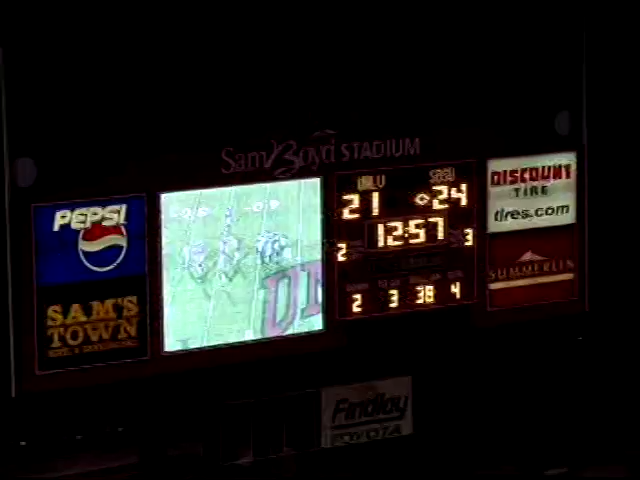 Sam Boyd STADIUM
PEPSI
SAM'S
TOWN
UNLV SDSU
21 24
12:57
2 3
2 3 38 4
DISCOUNT
TIRE
tires.com
SUMMERLIN
Findlay
TOYOTA